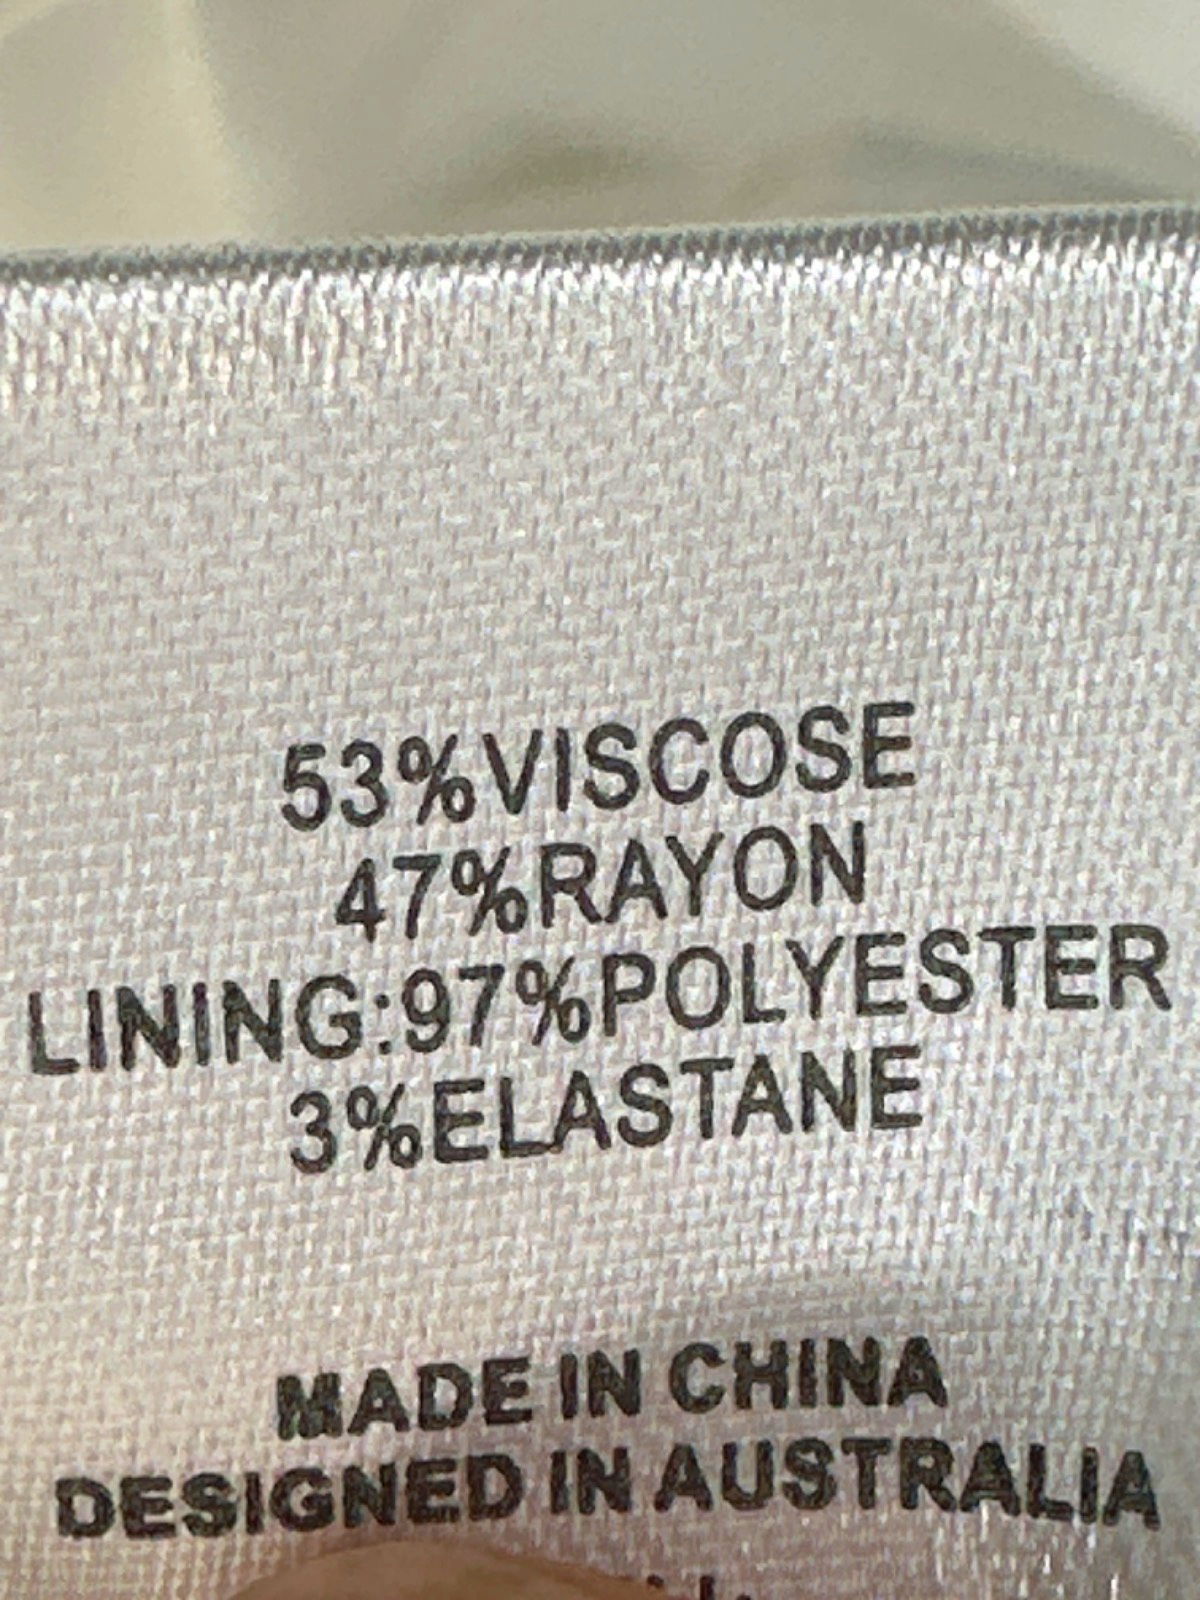 53%VISCOSE
47%RAYON
LINING:97%POLYESTER
3%ELASTANE
MADE IN CHINA
DESIGNED IN AUSTRALIA